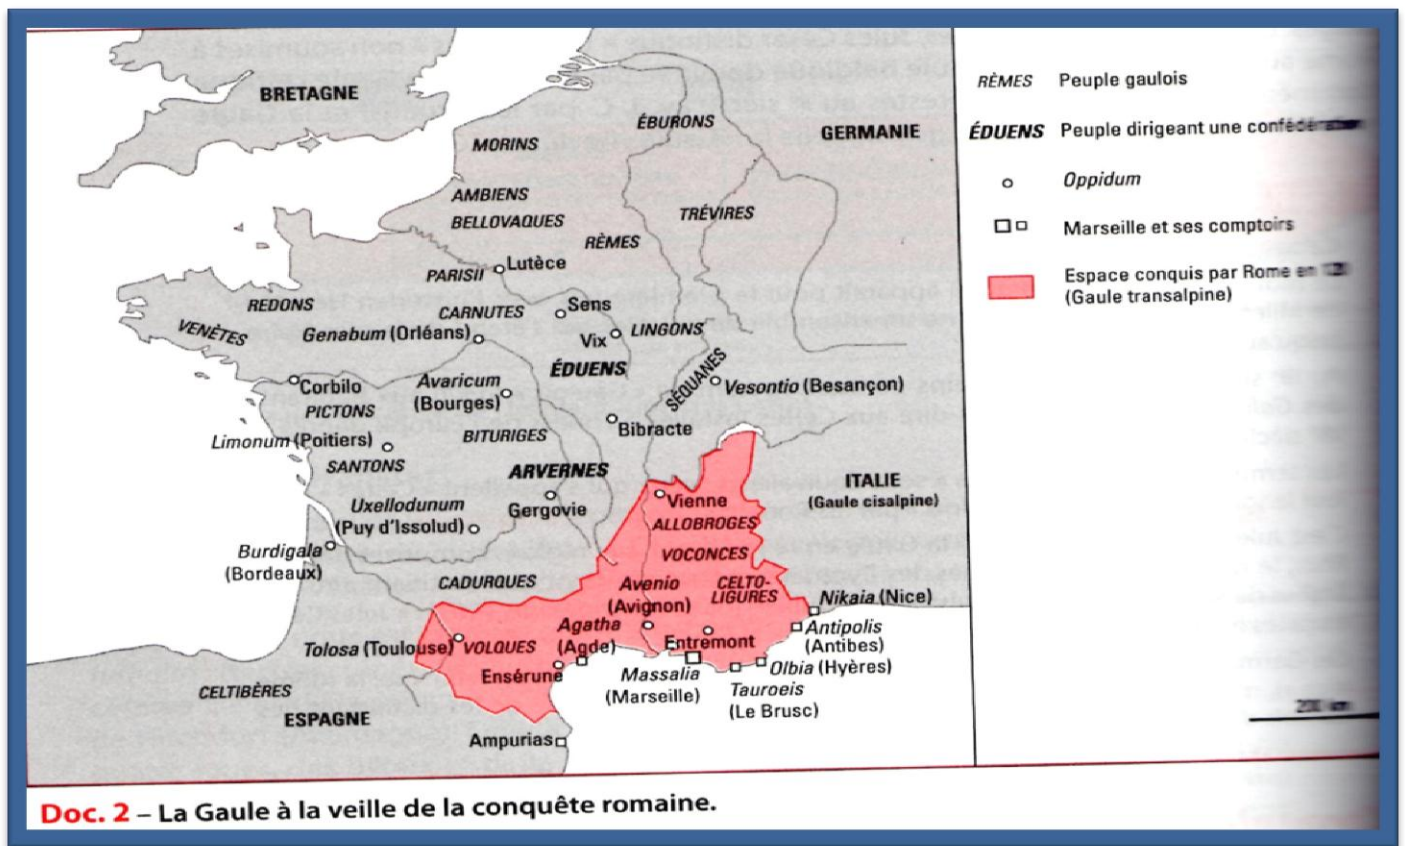 BRETAGNE
MORINS
ÉBURONS
GERMANIE
AMBIENS
BELLOVAQUES
TRÉVIRES
RÈMES
PARISII
Lutèce
REDONS
CARNUTES
Sens
VENÈTES
Genabum (Orléans)
Vix
LINGONS
ÉDUENS
SÉQUANES
Corbilo
Avaricum
(Bourges)
Vesontio (Besançon)
PICTONS
Limonum (Poitiers)
BITURIGES
Bibracte
SANTONS
ARVERNES
ITALIE
(Gaule cisalpine)
Uxellodunum
(Puy d'Issolud)
Gergovie
Vienne
ALLOBROGES
Burdigala
(Bordeaux)
VOCONCES
CADURQUES
Avenio
(Avignon)
CELTO-
LIGURES
Nikaia (Nice)
Agatha
(Agde)
Entremont
Antipolis
(Antibes)
Tolosa (Toulouse)
VOLQUES
Ensérune
Massalia
(Marseille)
Olbia (Hyères)
Tauroeis
(Le Brusc)
CELTIBÈRES
ESPAGNE
Ampurias
RÈMES Peuple gaulois
ÉDUENS Peuple dirigeant une
Oppidum
Marseille et ses comptoirs
Espace conquis par Rome en
(Gaule transalpine)
200 km
Doc. 2 – La Gaule à la veille de la conquête romaine.